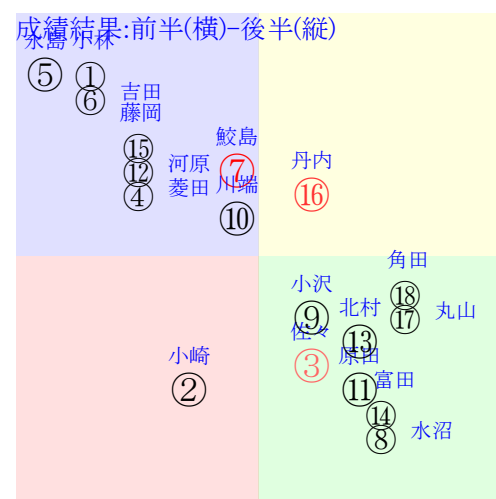 成績結果:前半(横)−後半(縦)
永島 小林
⑤ ①
⑥ 吉田
藤岡
⑮ 鮫島
⑫ 河原 ⑦ 丹内
④ 菱田 川端 ⑯
⑩
角田
小沢 ⑱
⑨ 北村 ⑰ 丸山
佐々 ⑬
小崎 ③ 原田
② ⑪ 富田
⑭
⑧ 水沼